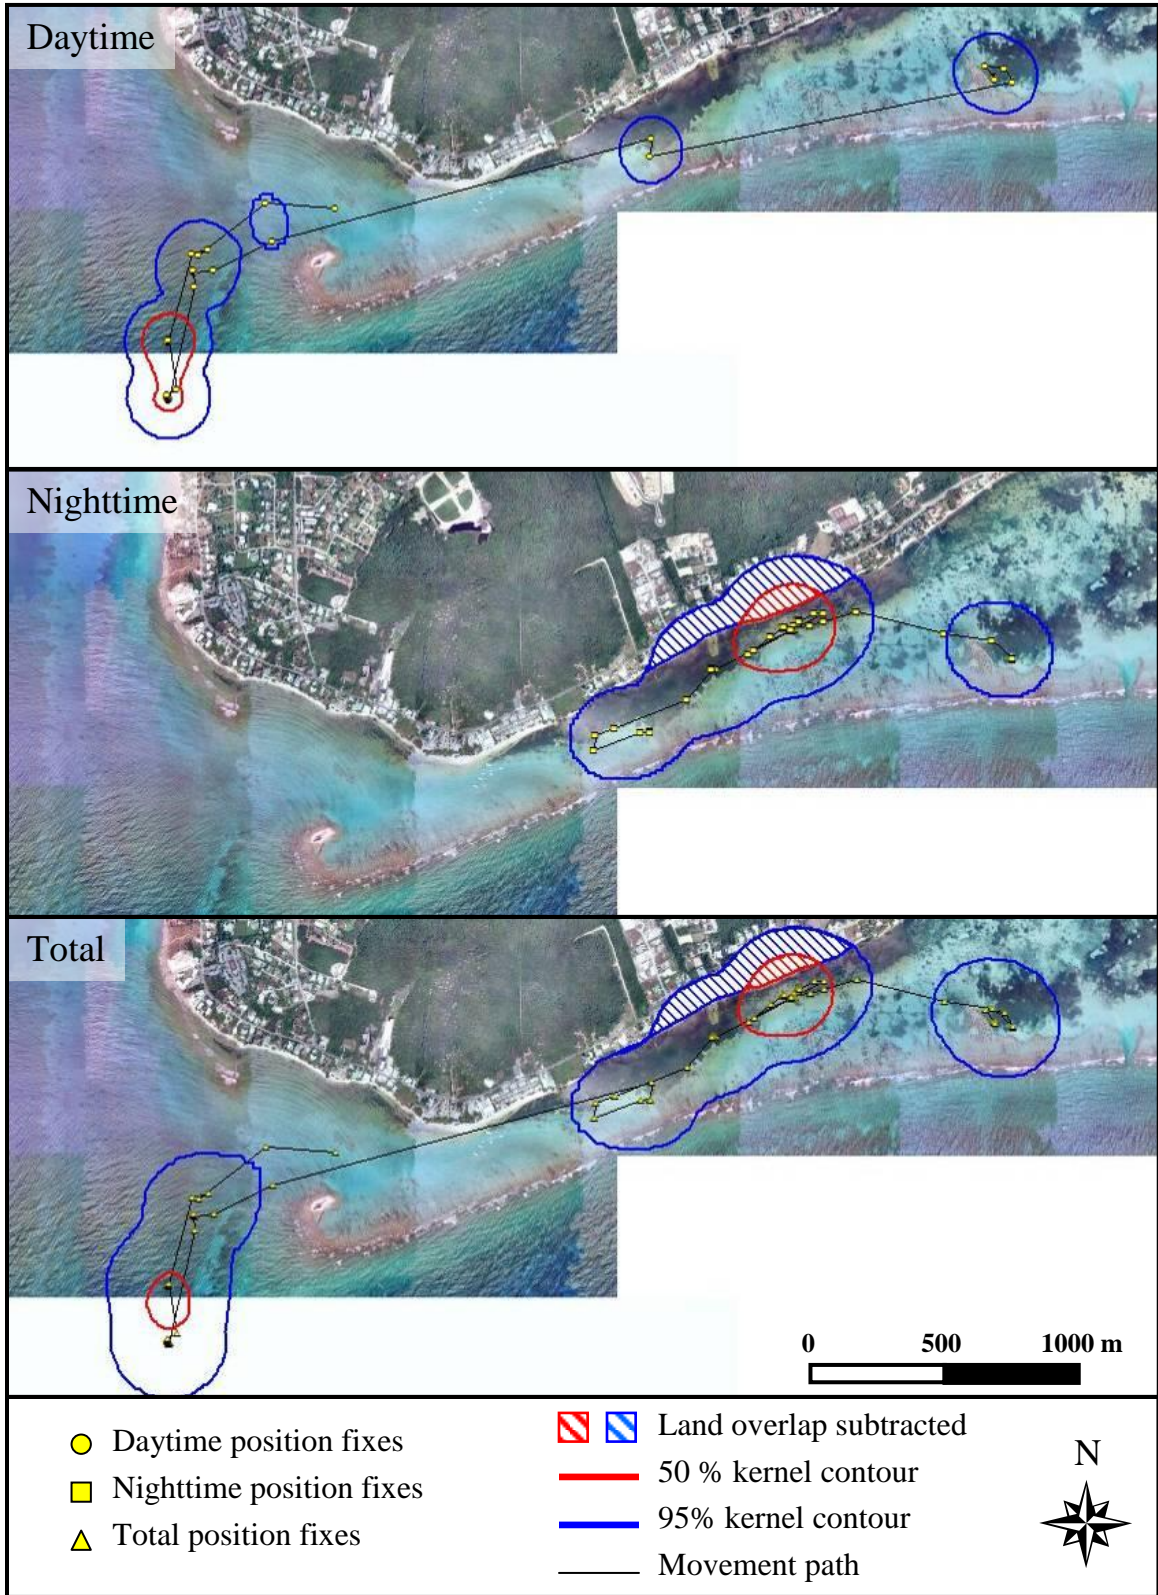 Daytime
Nighttime
Total
0 500 1000 m
Daytime position fixes
Nighttime position fixes
Total position fixes
Land overlap subtracted
50 % kernel contour
95% kernel contour
Movement path
N